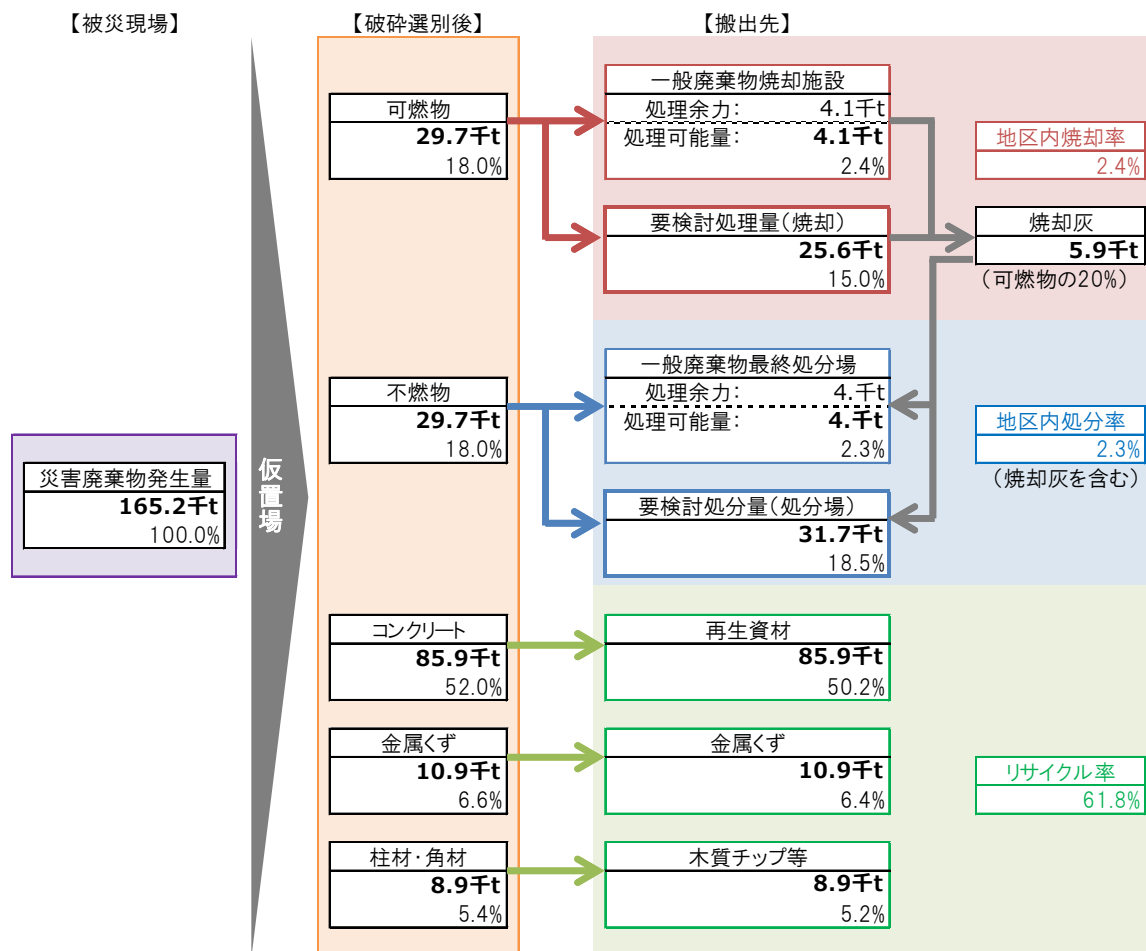 【被災現場】
【破砕選別後】
【搬出先】
災害廃棄物発生量
165.2千t
100.0%
仮置場
可燃物
29.7千t
18.0%
不燃物
29.7千t
18.0%
コンクリート
85.9千t
52.0%
金属くず
10.9千t
6.6%
柱材・角材
8.9千t
5.4%
一般廃棄物焼却施設
処理余力： 4.1千t
処理可能量： 4.1千t
2.4%
要検討処理量（焼却）
25.6千t
15.0%
一般廃棄物最終処分場
処理余力： 4.千t
処理可能量： 4.千t
2.3%
要検討処分量（処分場）
31.7千t
18.5%
再生資材
85.9千t
50.2%
金属くず
10.9千t
6.4%
木質チップ等
8.9千t
5.2%
地区内焼却率
2.4%
焼却灰
5.9千t
（可燃物の20%）
地区内処分率
2.3%
（焼却灰を含む）
リサイクル率
61.8%